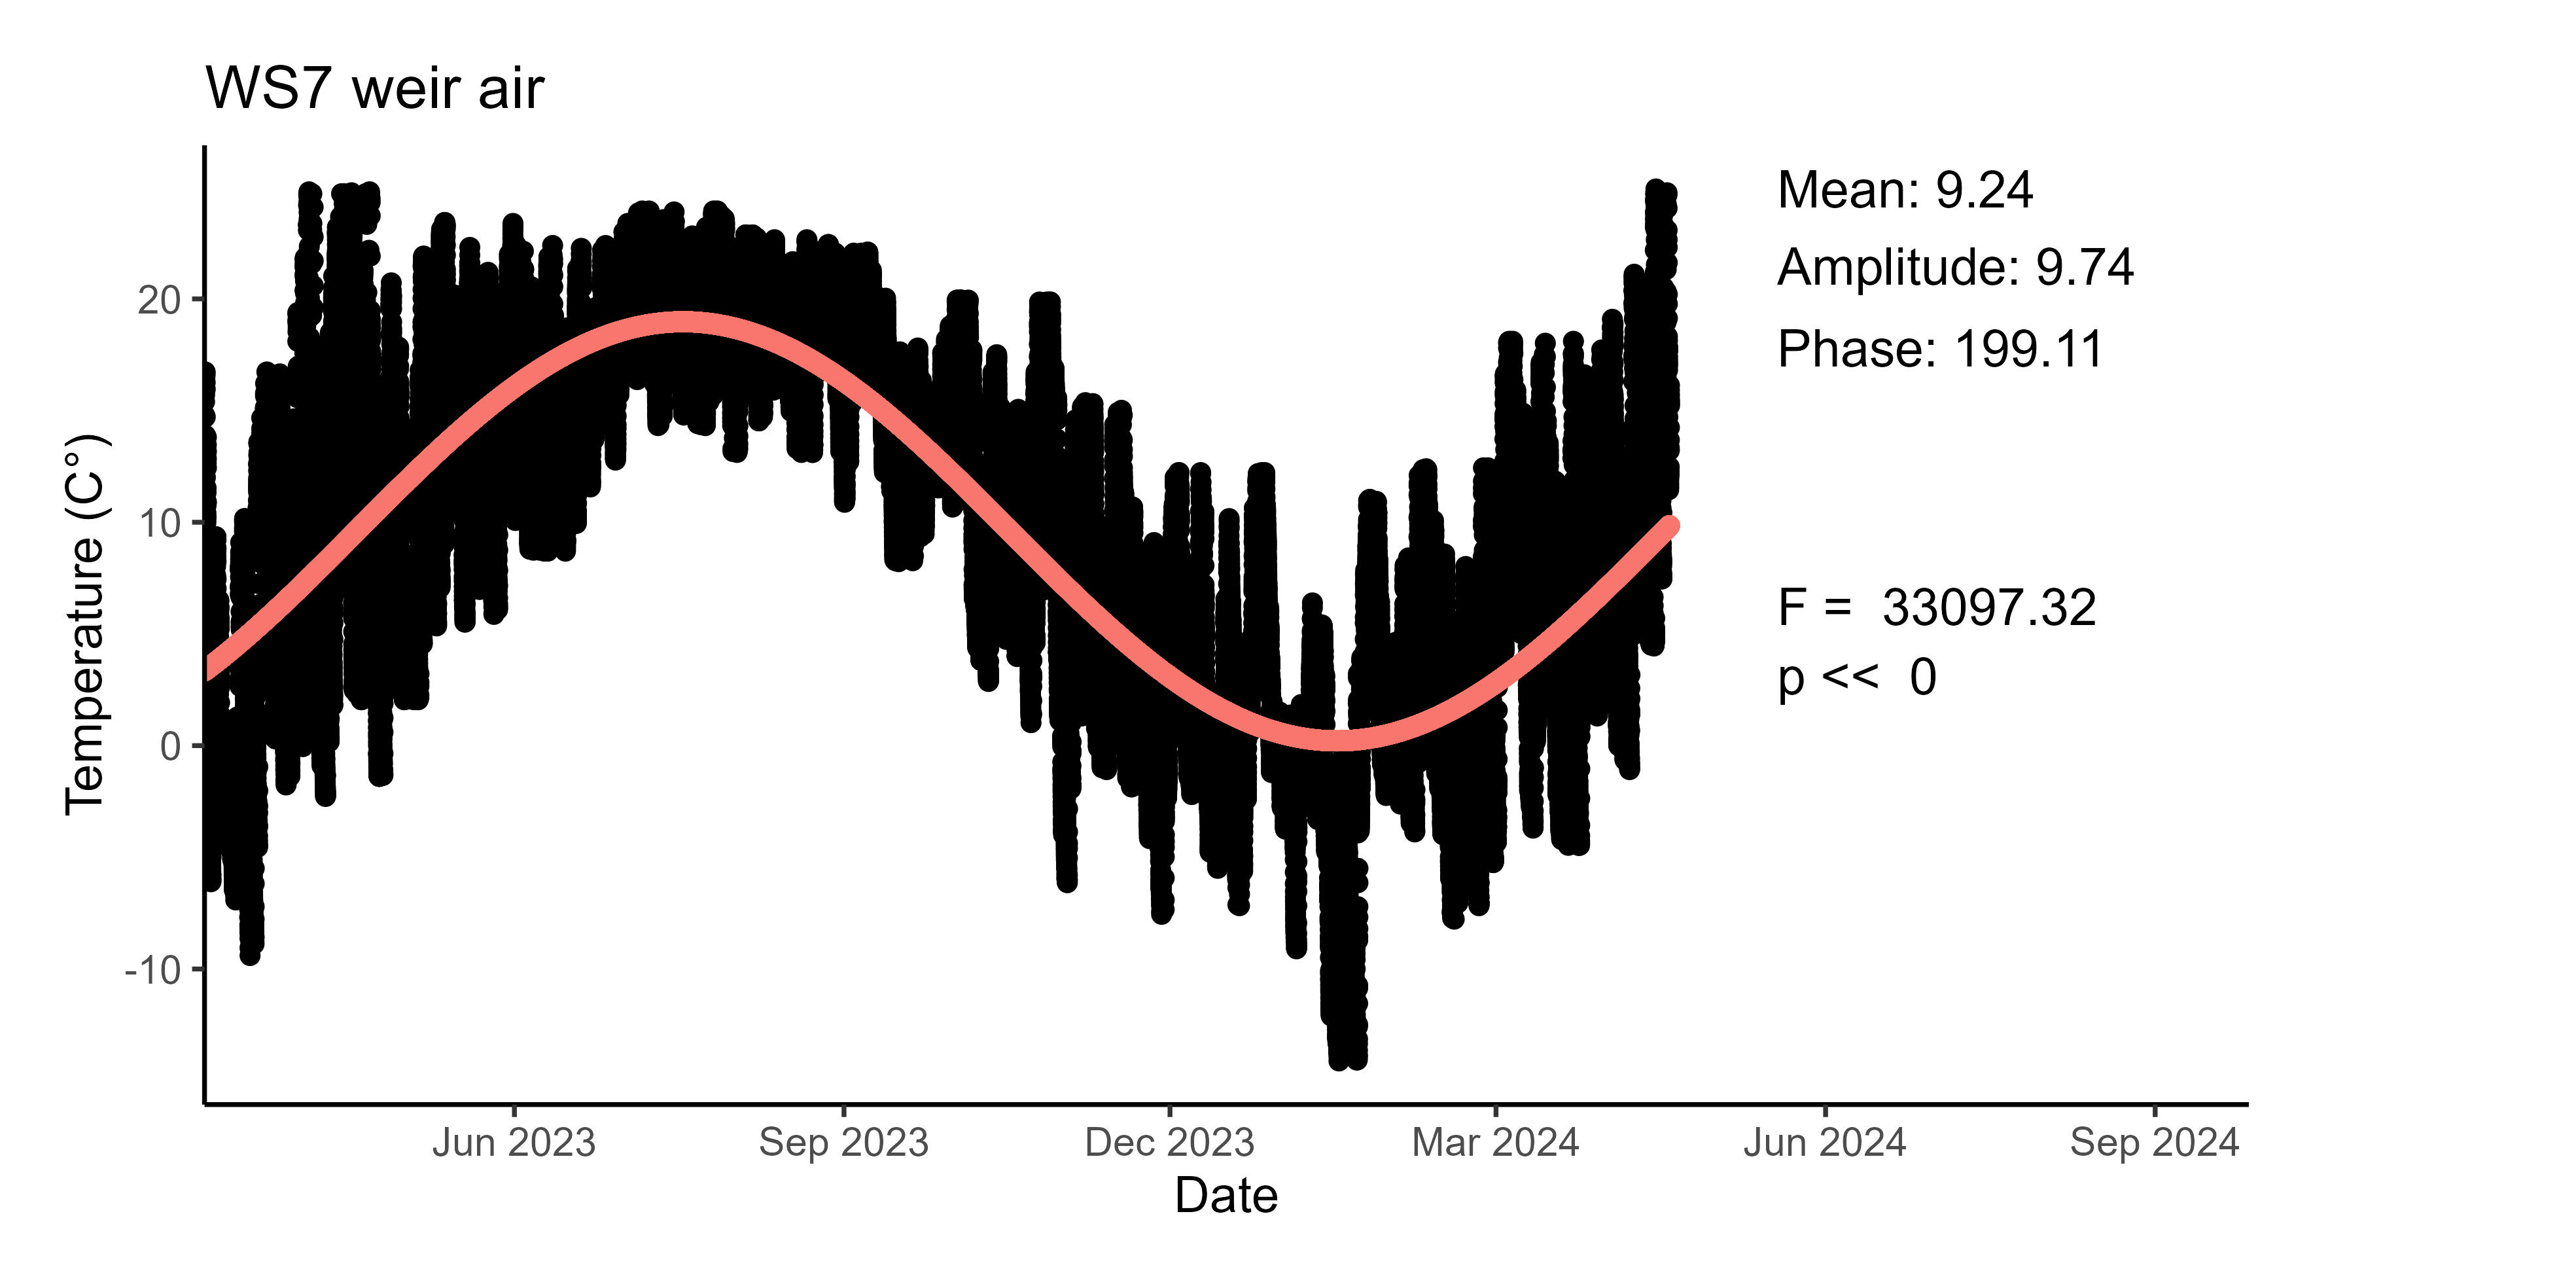 WS7 weir air
Mean: 9.24
Amplitude: 9.74
Phase: 199.11
F =  33097.32
p <<  0
Temperature (C°)
20
10
0
-10
Jun 2023
Sep 2023
Dec 2023
Mar 2024
Jun 2024
Sep 2024
Date